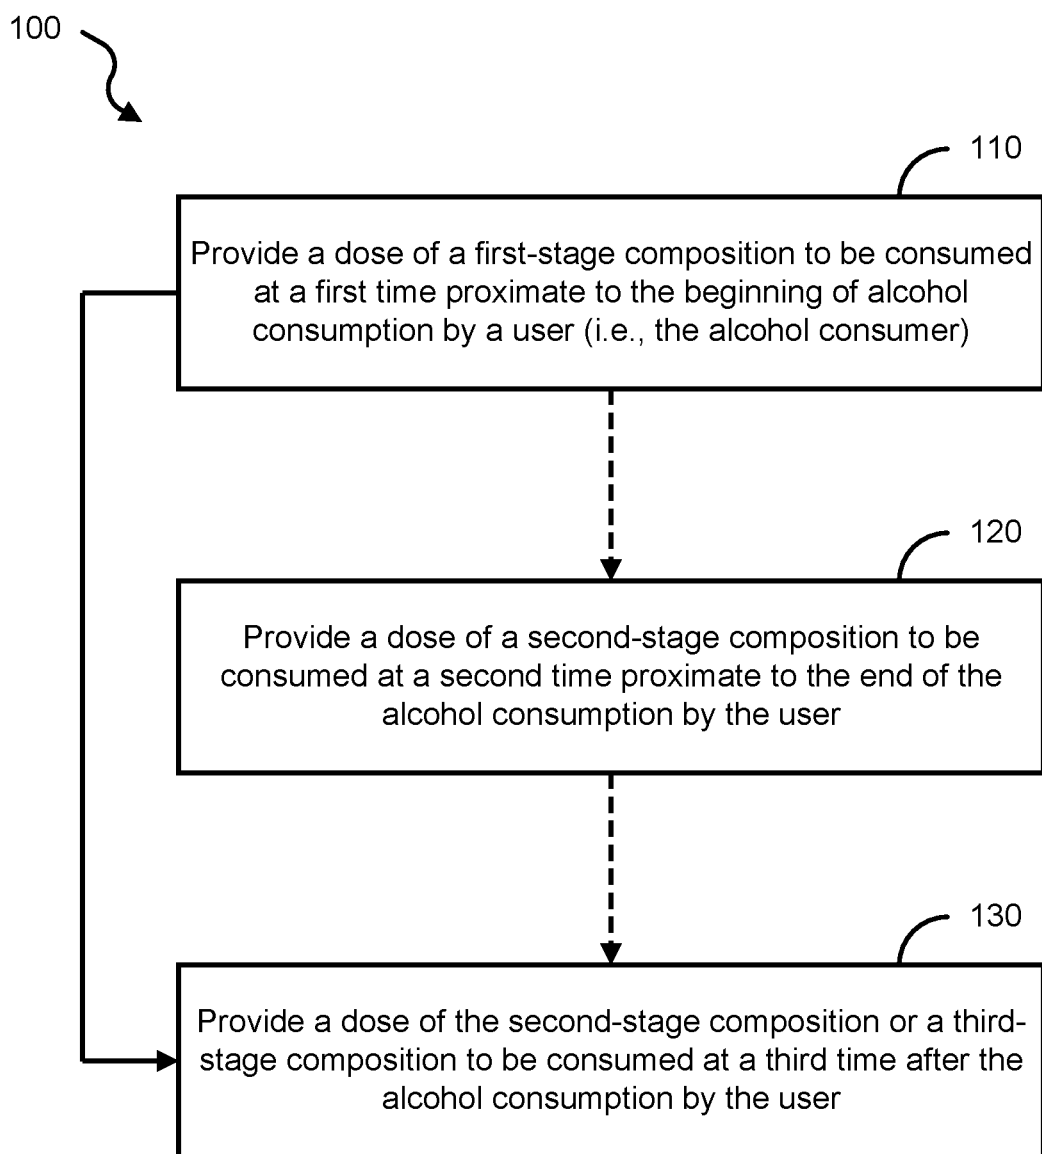 100
110
Provide a dose of a first-stage composition to be consumed
at a first time proximate to the beginning of alcohol
consumption by a user (i.e., the alcohol consumer)
120
Provide a dose of a second-stage composition to be
consumed at a second time proximate to the end of the
alcohol consumption by the user
130
Provide a dose of the second-stage composition or a third-
stage composition to be consumed at a third time after the
alcohol consumption by the user